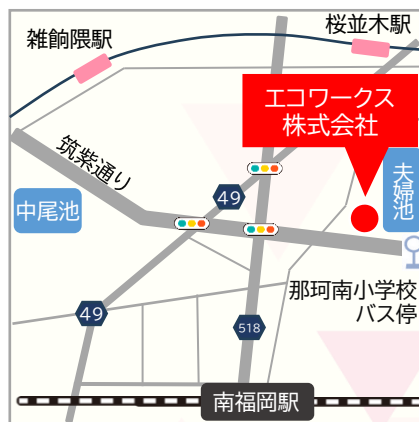 雑餉隈駅
桜並木駅
エコワークス
株式会社
筑紫通り
夫婦池
中尾池
49
49
那珂南小学校
バス停
518
南福岡駅